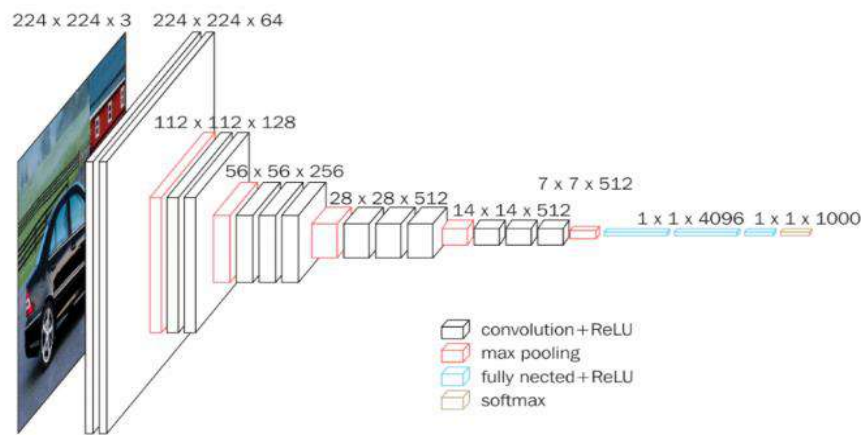 224 x 224 x 3
224 x 224 x 64
112 x 112 x 128
56 x 56 x 256
28 x 28 x 512
14 x 14 x 512
7 x 7 x 512
1 x 1 x 4096
1 x 1 x 1000
convolution+ReLU
max pooling
fully nected+ReLU
softmax